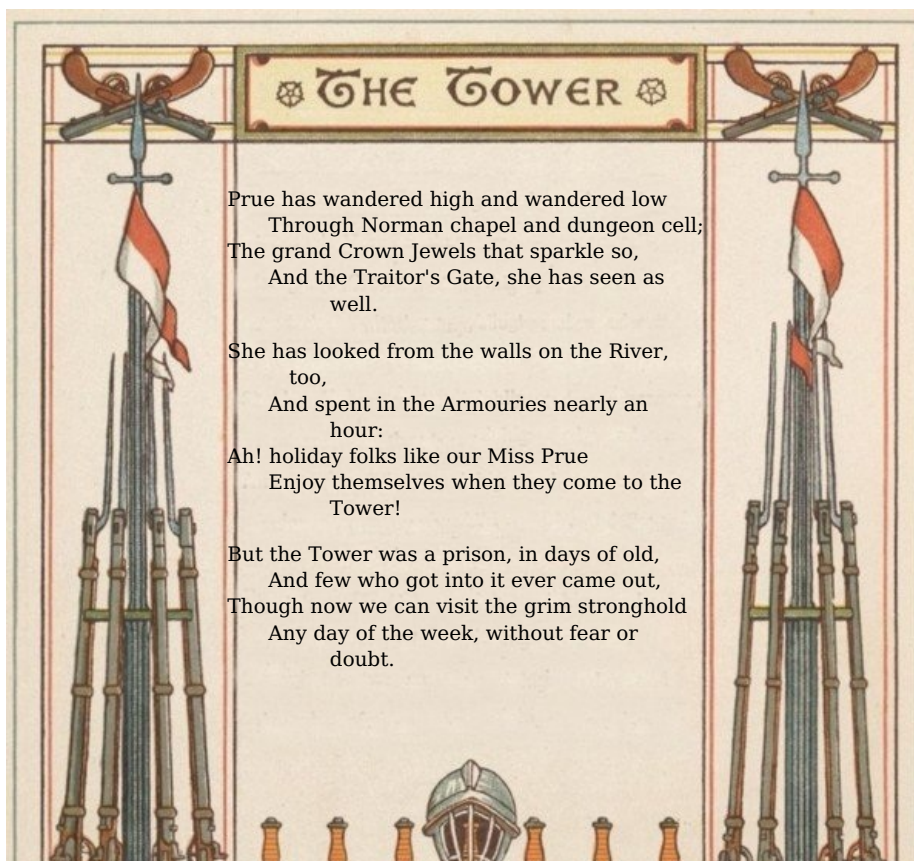 THE TOWER
Prue has wandered high and wandered low
Through Norman chapel and dungeon cell;
The grand Crown Jewels that sparkle so,
And the Traitor's Gate, she has seen as
well.
She has looked from the walls on the River,
too,
And spent in the Armouries nearly an
hour:
Ah! holiday folks like our Miss Prue
Enjoy themselves when they come to the
Tower!
But the Tower was a prison, in days of old,
And few who got into it ever came out,
Though now we can visit the grim stronghold
Any day of the week, without fear or
doubt.